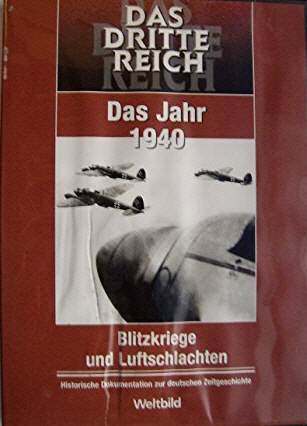 DAS
DRITTE
REICH
Das Jahr
1940
Blitzkriege
und Luftschlachten
Historische Dokumentation zur deutschen Zeitgeschichte
Weltbild